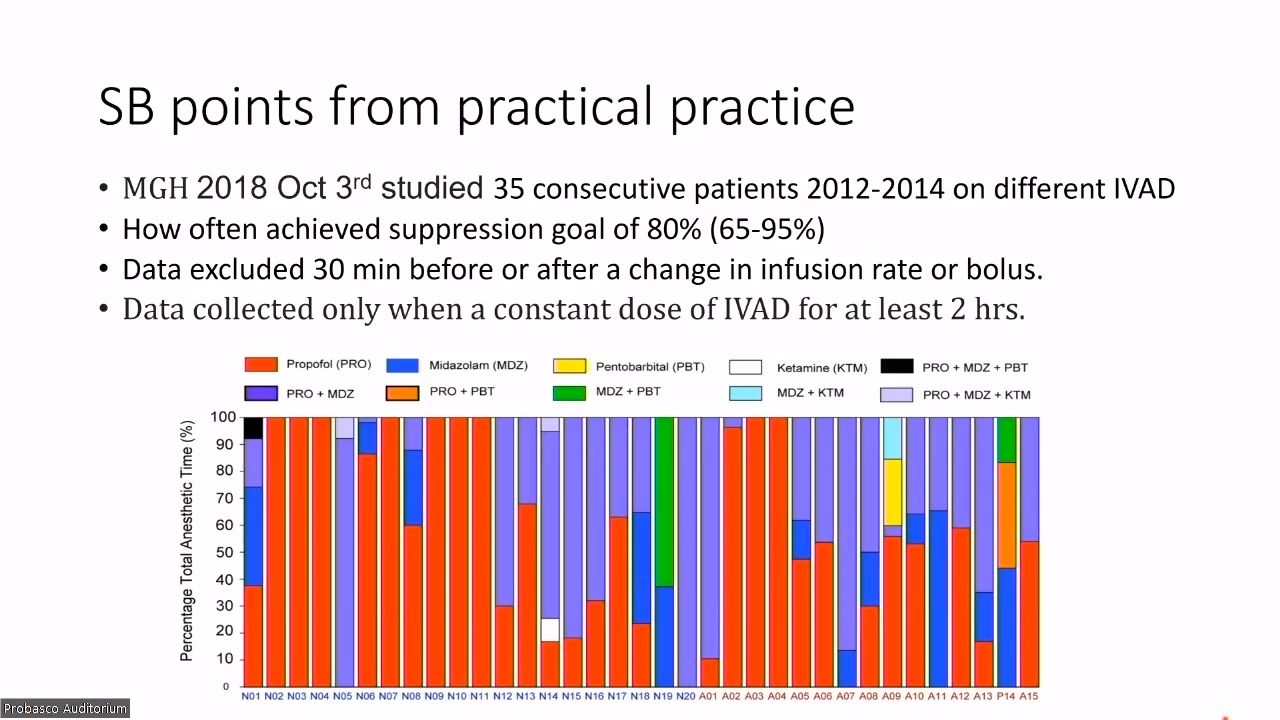 SB points from practical practice
• MGH 2018 Oct 3rd studied 35 consecutive patients 2012-2014 on different IVAD
• How often achieved suppression goal of 80% (65-95%)
• Data excluded 30 min before or after a change in infusion rate or bolus.
• Data collected only when a constant dose of IVAD for at least 2 hrs.
Propofol (PRO) Midazolam (MDZ) Pentobarbital (PBT) Ketamine (KTM) PRO + MDZ + PBT
PRO + MDZ PRO + PBT MDZ + PBT MDZ + KTM PRO + MDZ + KTM
Percentage Total Anesthetic Time (%)
100
90
80
70
60
50
40
30
20
10
0
N01 N02 N03 N04 N05 N06 N07 N08 N09 N10 N11 N12 N13 N14 N15 N16 N17 N18 N19 N20 A01 A02 A03 A04 A05 A06 A07 A08 A09 A10 A11 A12 A13 P14 A15
Probasco Auditorium